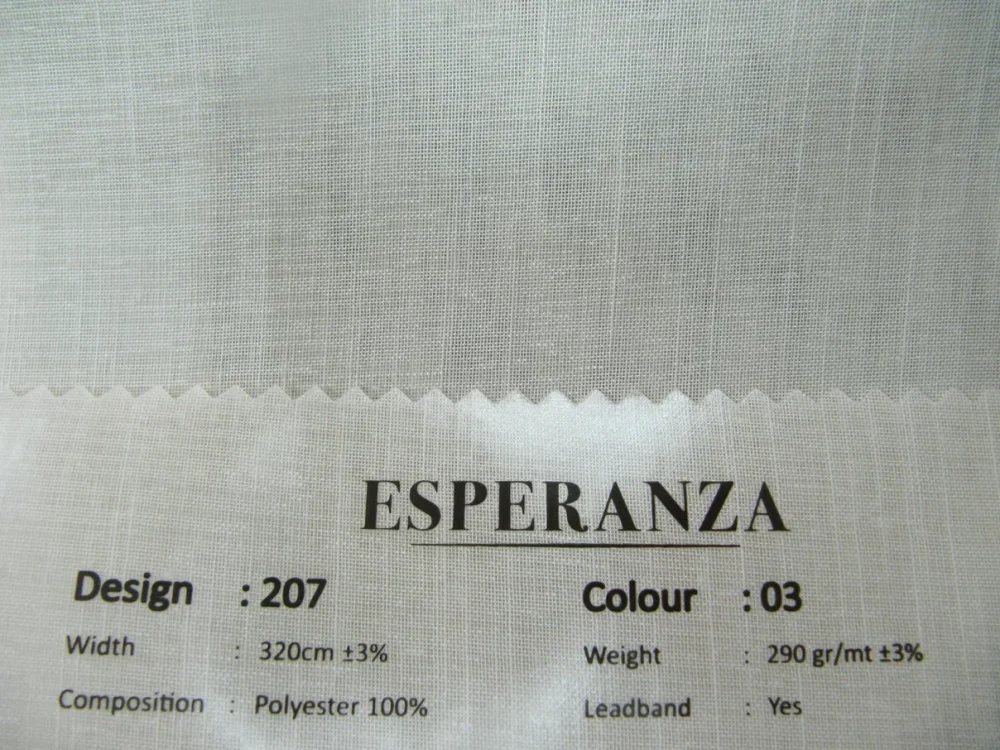 ESPERANZA
Design : 207 Colour : 03
Width : 320cm ±3% Weight : 290 gr/mt ±3%
Composition : Polyester 100% Leadband : Yes